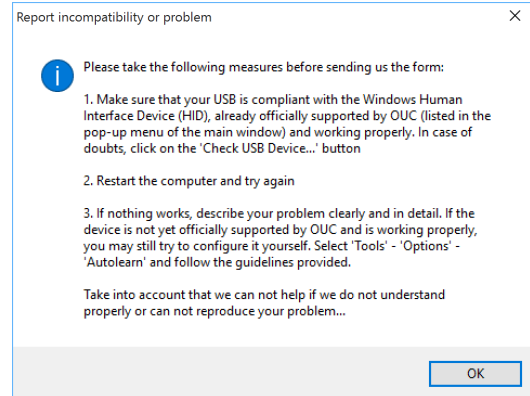 Report incompatibility or problem
Please take the following measures before sending us the form:
1. Make sure that your USB is compliant with the Windows Human
Interface Device (HID), already officially supported by OUC (listed in the
pop-up menu of the main window) and working properly. In case of
doubts, click on the 'Check USB Device...' button
2. Restart the computer and try again
3. If nothing works, describe your problem clearly and in detail. If the
device is not yet officially supported by OUC and is working properly,
you may still try to configure it yourself. Select 'Tools' - 'Options' -
'Autolearn' and follow the guidelines provided.
Take into account that we can not help if we do not understand
properly or can not reproduce your problem...
OK